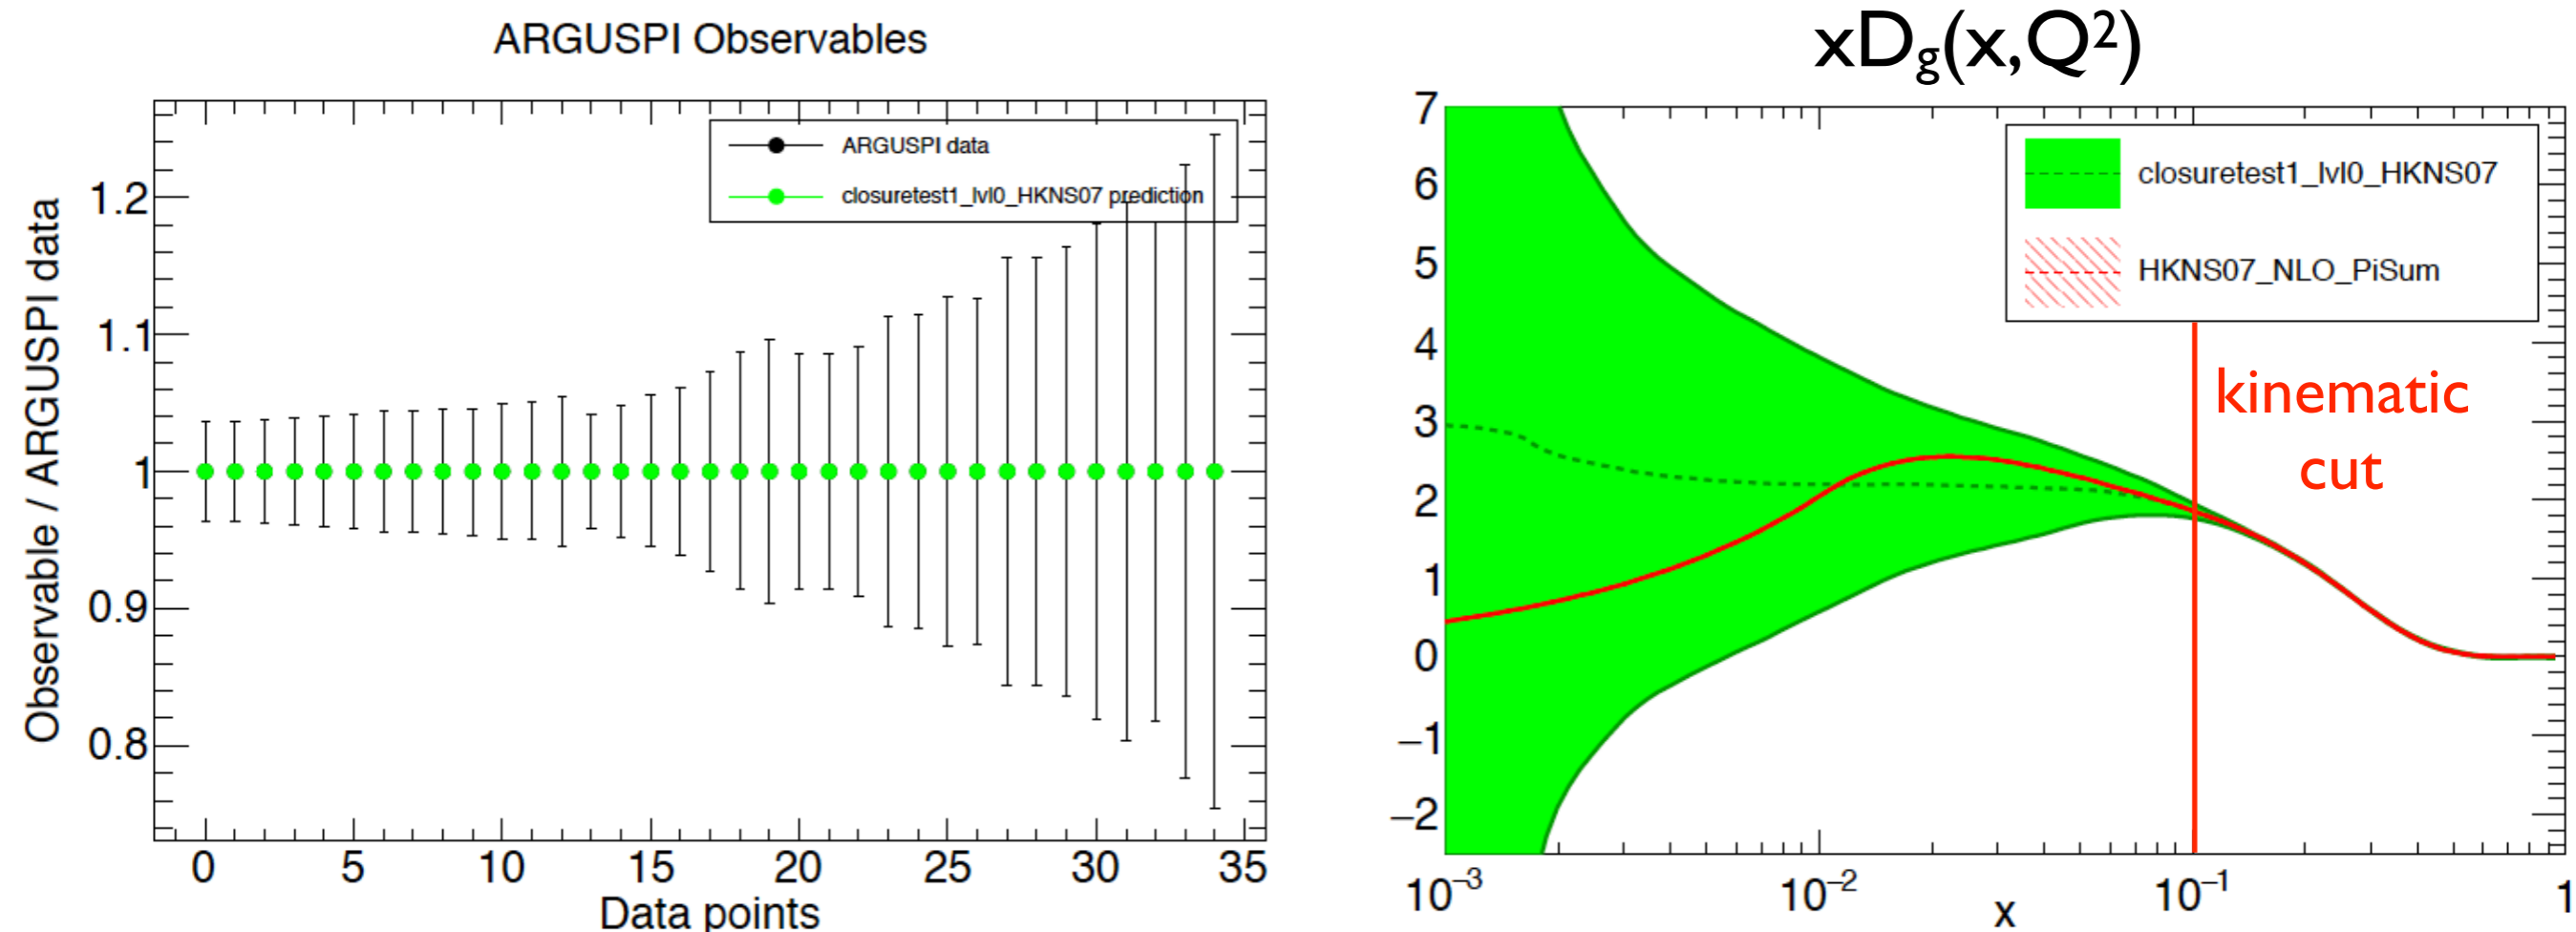 ARGUSPI Observables
Observable / ARGUSPI data
ARGUSPI data
closuretest1_lvl0_HKNS07 prediction
1.2
1.1
1
0.9
0.8
0 5 10 15 20 25 30 35
Data points
xDg(x,Q²)
closuretest1_lvl0_HKNS07
HKNS07_NLO_PiSum
kinematic
cut
7
6
5
4
3
2
1
0
−1
−2
10⁻³ 10⁻² 10⁻¹ 1
x